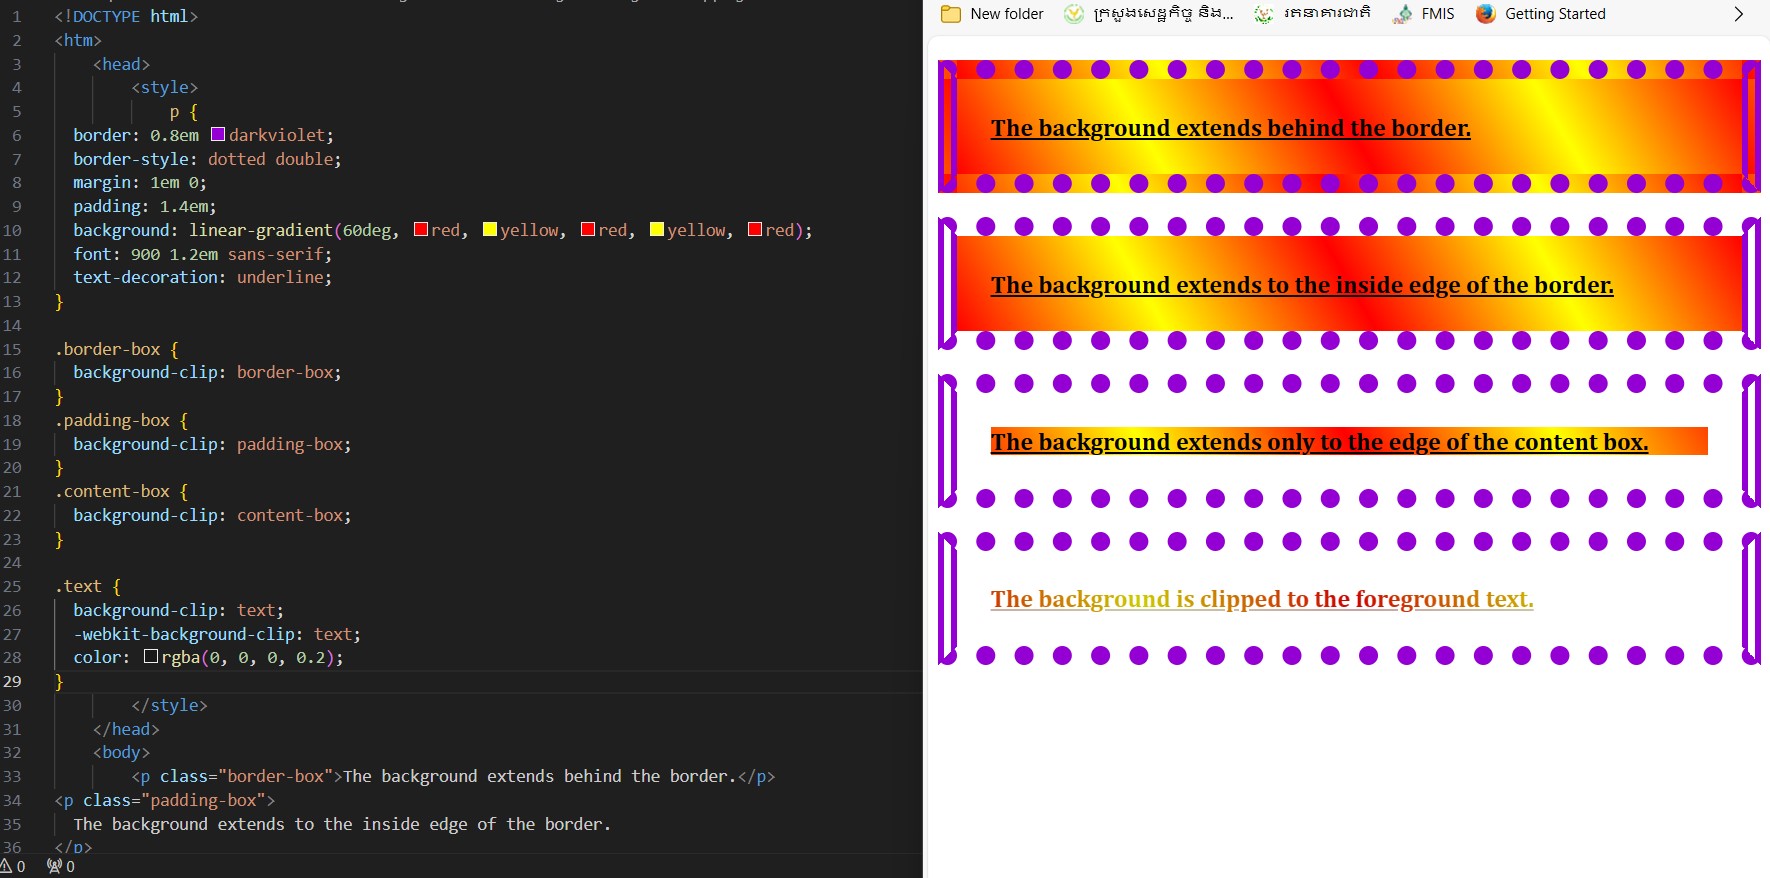 1 <!DOCTYPE html>
2 <htm>
3 <head>
4 <style>
5 p {
6 border: 0.8em darkviolet;
7 border-style: dotted double;
8 margin: 1em 0;
9 padding: 1.4em;
10 background: linear-gradient(60deg, red, yellow, red, yellow, red);
11 font: 900 1.2em sans-serif;
12 text-decoration: underline;
13 }
14
15 .border-box {
16 background-clip: border-box;
17 }
18 .padding-box {
19 background-clip: padding-box;
20 }
21 .content-box {
22 background-clip: content-box;
23 }
24
25 .text {
26 background-clip: text;
27 -webkit-background-clip: text;
28 color: rgba(0, 0, 0, 0.2);
29 }
30 </style>
31 </head>
32 <body>
33 <p class="border-box">The background extends behind the border.</p>
34 <p class="padding-box">
35 The background extends to the inside edge of the border.
36 </p>
0 0
New folder ក្រសួងសេដ្ឋកិច្ច និង... រតនាគារជាតិ FMIS Getting Started
The background extends behind the border.
The background extends to the inside edge of the border.
The background extends only to the edge of the content box.
The background is clipped to the foreground text.